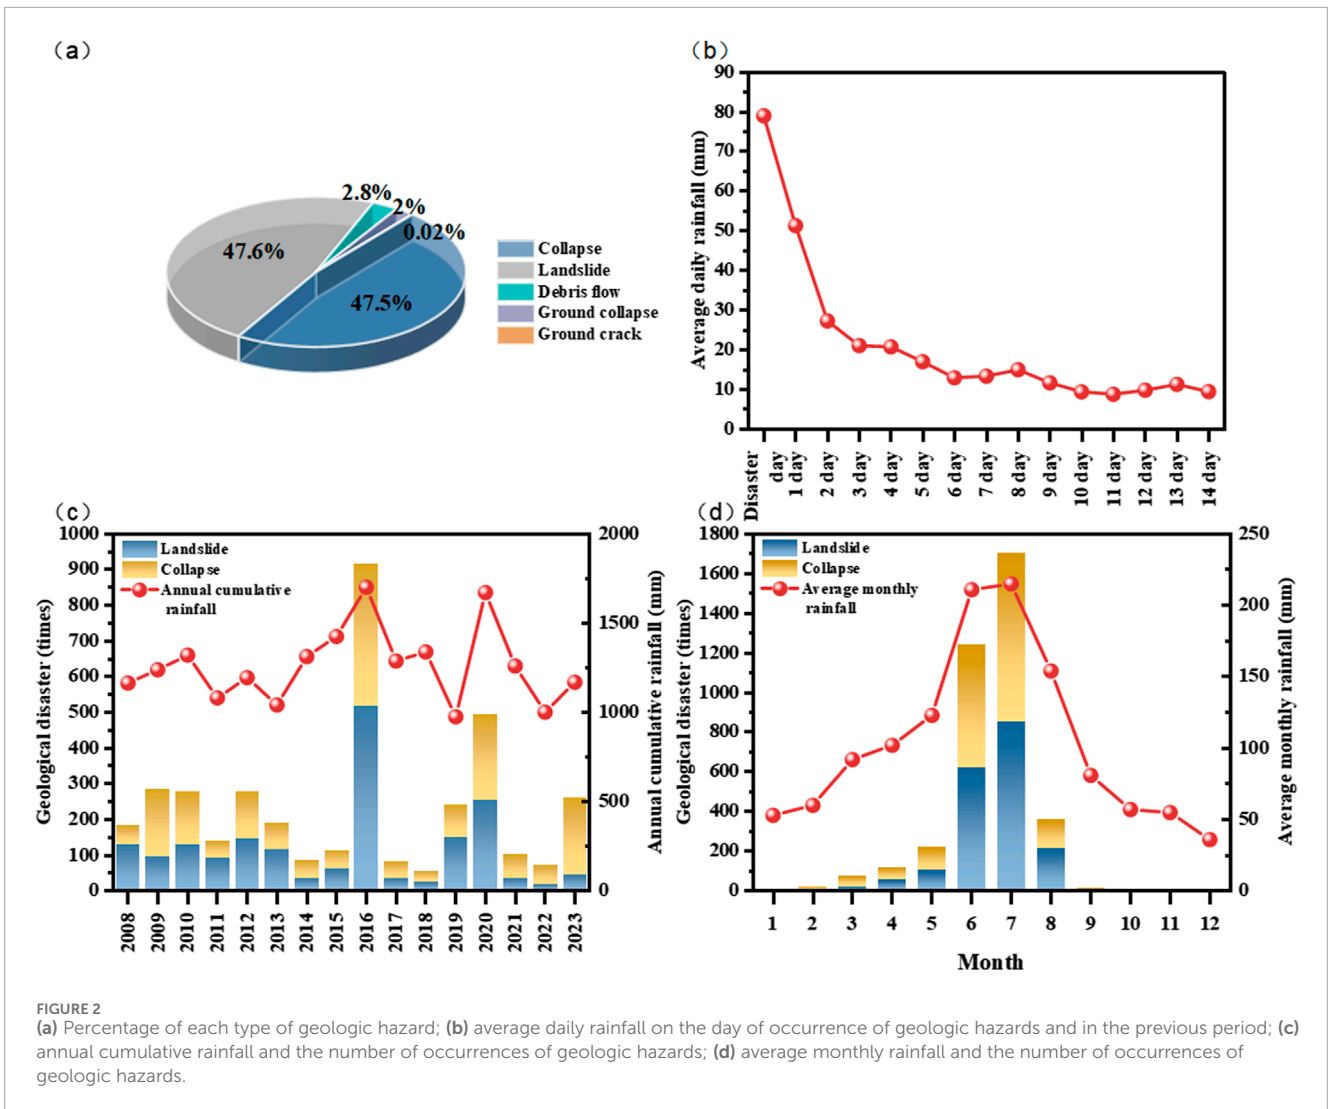 (a)
2.8%
2%
0.02%
47.6%
47.5%
Collapse
Landslide
Debris flow
Ground collapse
Ground crack
(b)
Average daily rainfall (mm)
90
80
70
60
50
40
30
20
10
0
Disaster day
1 day
2 day
3 day
4 day
5 day
6 day
7 day
8 day
9 day
10 day
11 day
12 day
13 day
14 day
(c)
Geological disaster (times)
1000
900
800
700
600
500
400
300
200
100
0
Landslide
Collapse
Annual cumulative
rainfall
2000
1500
1000
500
0
Annual cumulative rainfall (mm)
2008
2009
2010
2011
2012
2013
2014
2015
2016
2017
2018
2019
2020
2021
2022
2023
(d)
Geological disaster (times)
1800
1600
1400
1200
1000
800
600
400
200
0
Landslide
Collapse
Average monthly
rainfall
250
200
150
100
50
0
Average monthly rainfall (mm)
1 2 3 4 5 6 7 8 9 10 11 12
Month
FIGURE 2
(a) Percentage of each type of geologic hazard; (b) average daily rainfall on the day of occurrence of geologic hazards and in the previous period; (c)
annual cumulative rainfall and the number of occurrences of geologic hazards; (d) average monthly rainfall and the number of occurrences of
geologic hazards.